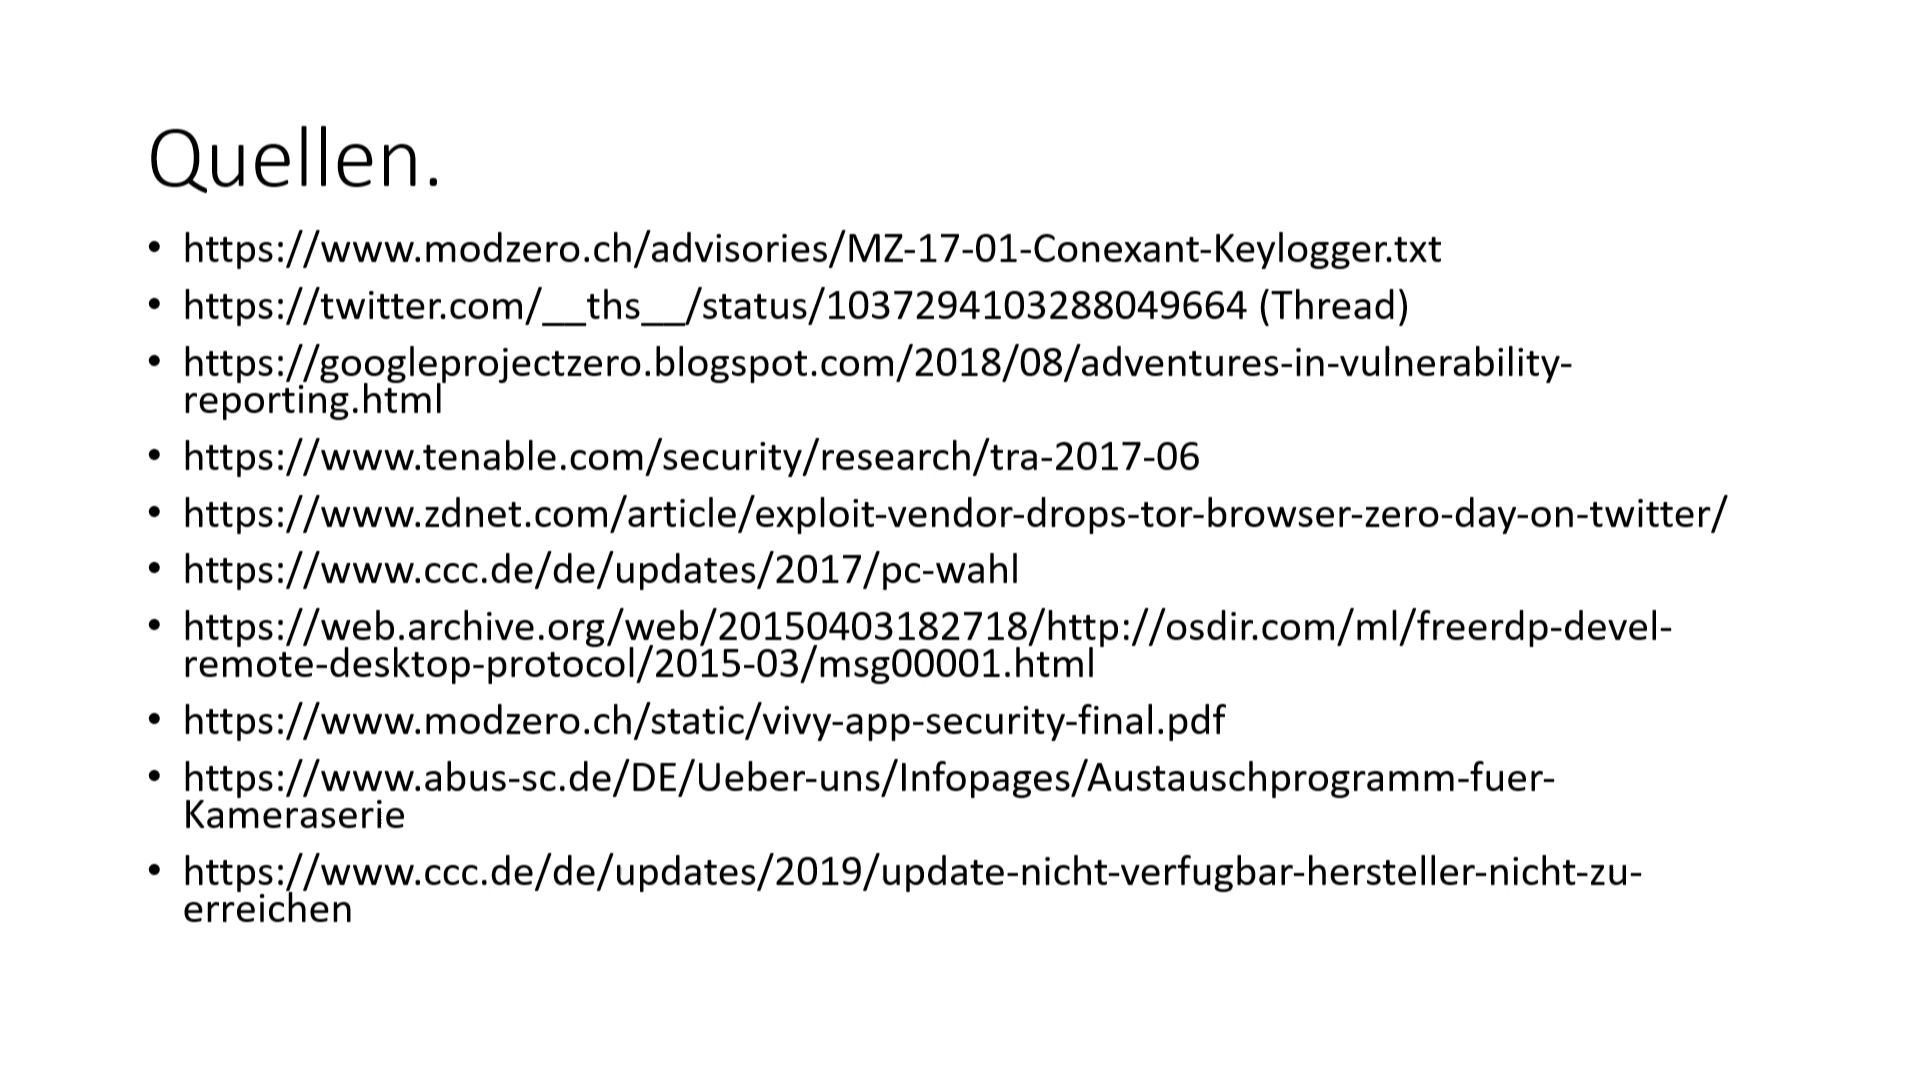 Quellen.
• https://www.modzero.ch/advisories/MZ-17-01-Conexant-Keylogger.txt
• https://twitter.com/__ths__/status/1037294103288049664 (Thread)
• https://googleprojectzero.blogspot.com/2018/08/adventures-in-vulnerability-
reporting.html
• https://www.tenable.com/security/research/tra-2017-06
• https://www.zdnet.com/article/exploit-vendor-drops-tor-browser-zero-day-on-twitter/
• https://www.ccc.de/de/updates/2017/pc-wahl
• https://web.archive.org/web/20150403182718/http://osdir.com/ml/freerdp-devel-
remote-desktop-protocol/2015-03/msg00001.html
• https://www.modzero.ch/static/vivy-app-security-final.pdf
• https://www.abus-sc.de/DE/Ueber-uns/Infopages/Austauschprogramm-fuer-
Kameraserie
• https://www.ccc.de/de/updates/2019/update-nicht-verfugbar-hersteller-nicht-zu-
erreichen